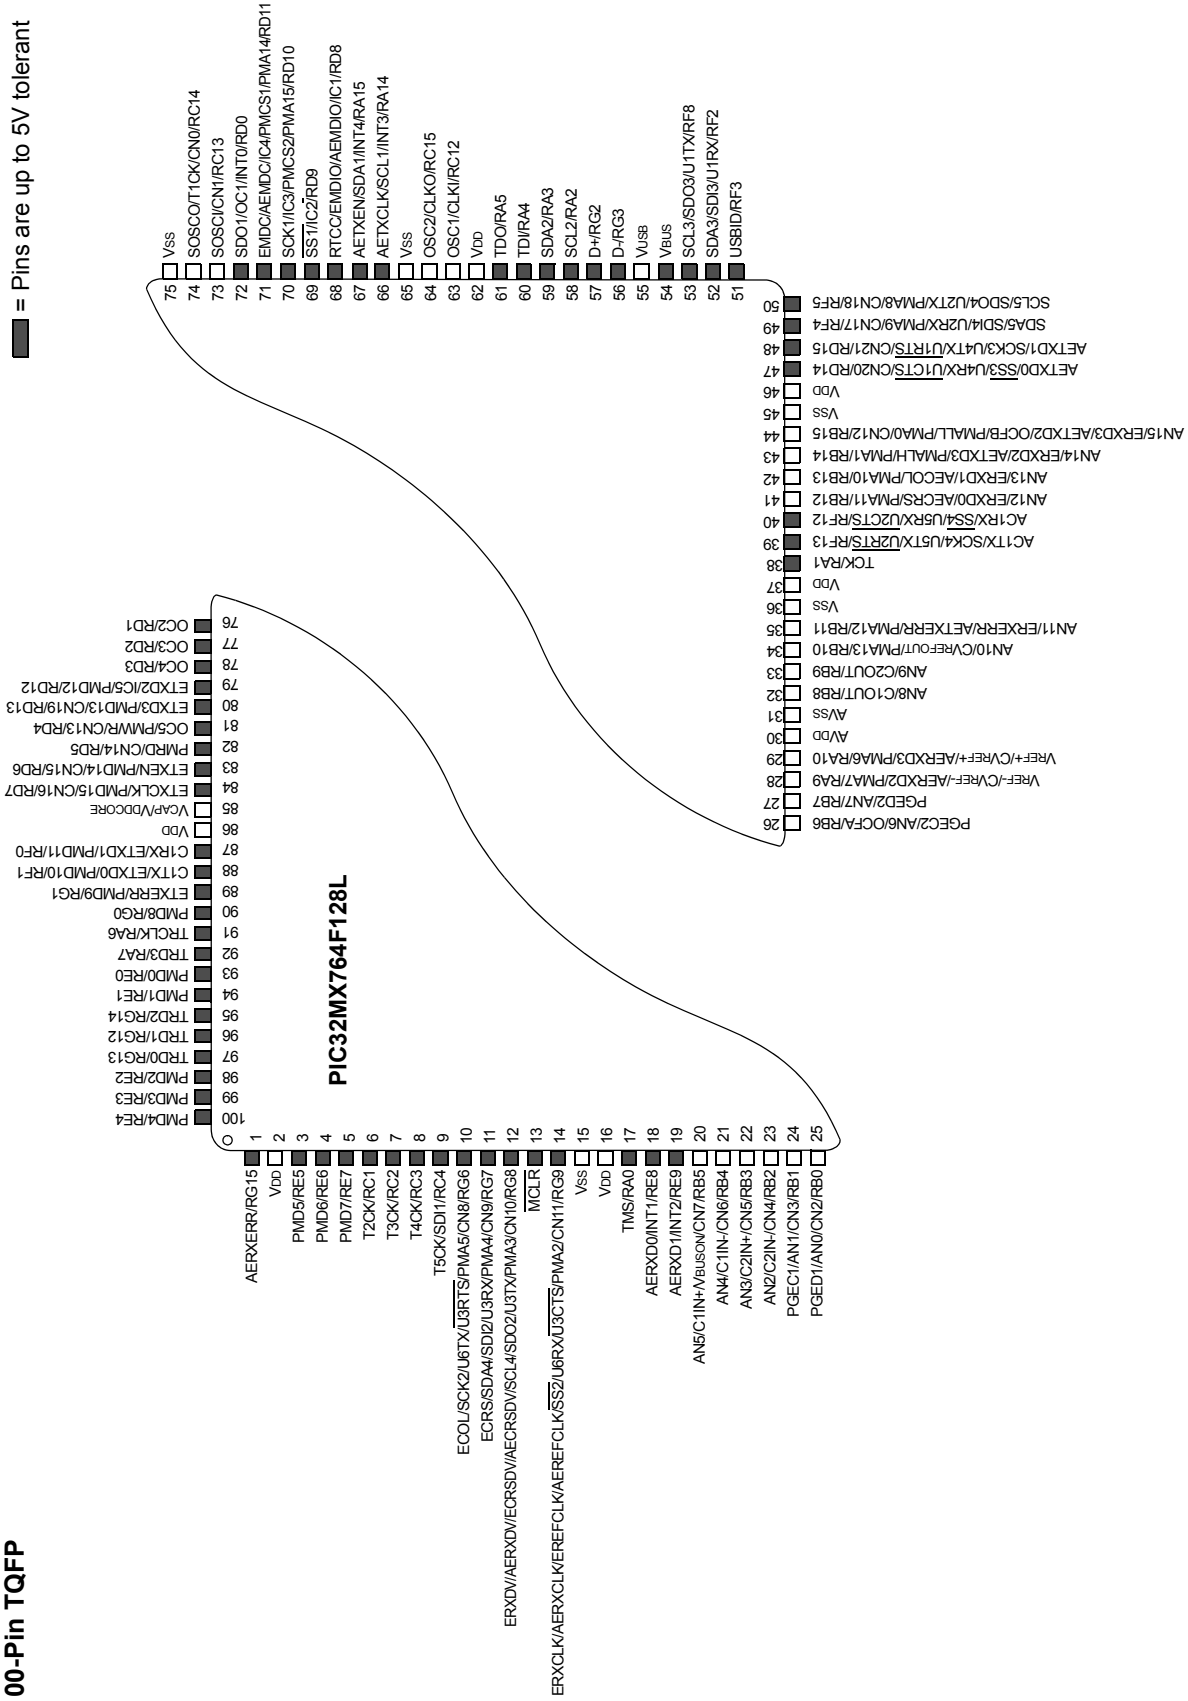 00-Pin TQFP
= Pins are up to 5V tolerant
PIC32MX764F128L
1 AERXERR/RG15
2 VDD
3 PMD5/RE5
4 PMD6/RE6
5 PMD7/RE7
6 T2CK/RC1
7 T3CK/RC2
8 T4CK/RC3
9 T5CK/SDI1/RC4
10 ECOL/SCK2/U6TX/U3RTS/PMA5/CN8/RG6
11 ECRS/SDA4/SDI2/U3RX/PMA4/CN9/RG7
12 ERXDV/AERXDV/ECRSDV/AECRSDV/SCL4/SDO2/U3TX/PMA3/CN10/RG8
13 MCLR
14 ERXCLK/AERXCLK/EREFCLK/AEREFCLK/SS2/U6RX/U3CTS/PMA2/CN11/RG9
15 VSS
16 VDD
17 TMS/RA0
18 AERXD0/INT1/RE8
19 AERXD1/INT2/RE9
20 AN5/C1IN+/VBUSON/CN7/RB5
21 AN4/C1IN-/CN6/RB4
22 AN3/C2IN+/CN5/RB3
23 AN2/C2IN-/CN4/RB2
24 PGEC1/AN1/CN3/RB1
25 PGED1/AN0/CN2/RB0
26 PGEC2/AN6/OCFA/RB6
27 PGED2/AN7/RB7
28 VREF-/CVREF-/AERXD2/PMA7/RA9
29 VREF+/CVREF+/AERXD3/PMA6/RA10
30 AVDD
31 AVSS
32 AN8/C1OUT/RB8
33 AN9/C2OUT/RB9
34 AN10/CVREFOUT/PMA13/RB10
35 AN11/ERXERR/AETXERR/PMA12/RB11
36 VSS
37 VDD
38 TCK/RA1
39 AC1TX/SCK4/U5TX/U2RTS/RF13
40 AC1RX/SS4/U5RX/U2CTS/RF12
41 AN12/ERXD0/AECRS/PMA11/RB12
42 AN13/ERXD1/AECOL/PMA10/RB13
43 AN14/ERXD2/AETXD3/PMALH/PMA1/RB14
44 AN15/ERXD3/AETXD2/OCFB/PMALL/PMA0/CN12/RB15
45 VSS
46 VDD
47 AETXD0/SS3/U4RX/U1CTS/CN20/RD14
48 AETXD1/SCK3/U4TX/U1RTS/CN21/RD15
49 SDA5/SDI4/U2RX/PMA9/CN17/RF4
50 SCL5/SDO4/U2TX/PMA8/CN18/RF5
51 USBID/RF3
52 SDA3/SDI3/U1RX/RF2
53 SCL3/SDO3/U1TX/RF8
54 VBUS
55 VUSB
56 D-/RG3
57 D+/RG2
58 SCL2/RA2
59 SDA2/RA3
60 TDI/RA4
61 TDO/RA5
62 VDD
63 OSC1/CLKI/RC12
64 OSC2/CLKO/RC15
65 VSS
66 AETXCLK/SCL1/INT3/RA14
67 AETXEN/SDA1/INT4/RA15
68 RTCC/EMDIO/AEMDIO/IC1/RD8
69 SS1/IC2/RD9
70 SCK1/IC3/PMCS2/PMA15/RD10
71 EMDC/AEMDC/IC4/PMCS1/PMA14/RD11
72 SDO1/OC1/INT0/RD0
73 SOSCI/CN1/RC13
74 SOSCO/T1CK/CN0/RC14
75 VSS
76 OC2/RD1
77 OC3/RD2
78 OC4/RD3
79 ETXD2/IC5/PMD12/RD12
80 ETXD3/PMD13/CN19/RD13
81 OC5/PMWR/CN13/RD4
82 PMRD/CN14/RD5
83 ETXEN/PMD14/CN15/RD6
84 ETXCLK/PMD15/CN16/RD7
85 VCAP/VDDCORE
86 VDD
87 C1RX/ETXD1/PMD11/RF0
88 C1TX/ETXD0/PMD10/RF1
89 ETXERR/PMD9/RG1
90 PMD8/RG0
91 TRCLK/RA6
92 TRD3/RA7
93 PMD0/RE0
94 PMD1/RE1
95 TRD2/RG14
96 TRD1/RG12
97 TRD0/RG13
98 PMD2/RE2
99 PMD3/RE3
100 PMD4/RE4